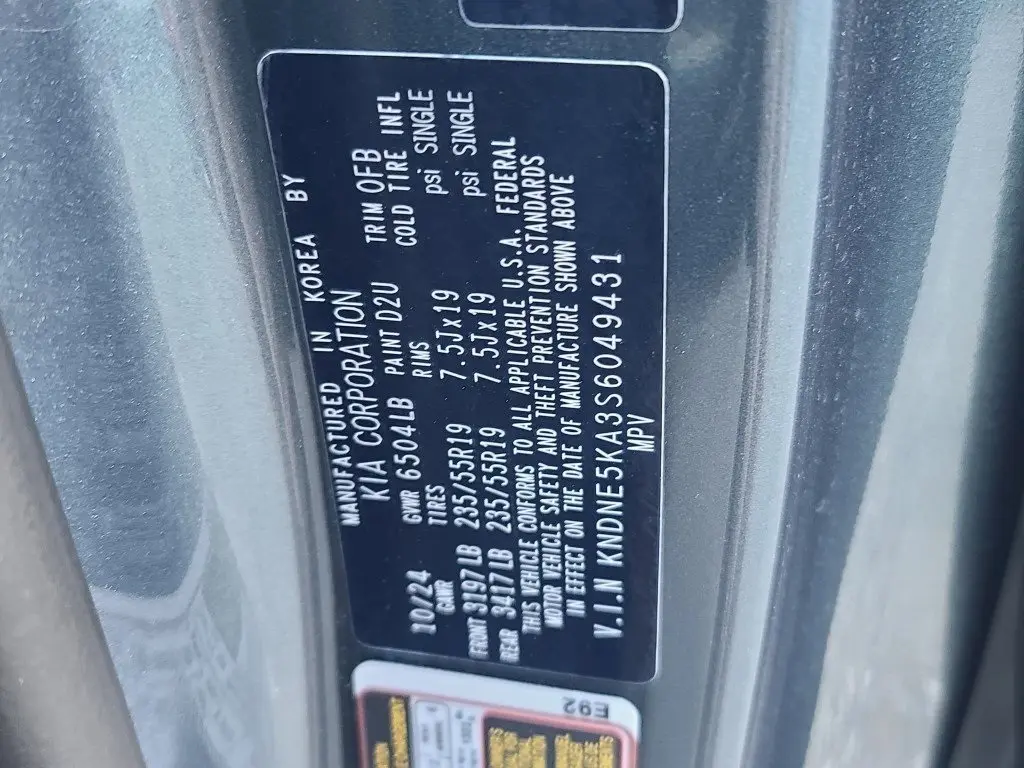 MANUFACTURED IN KOREA BY
KIA CORPORATION
10/24 GVWR 6504LB PAINT D2U TRIM OFB
GAWR TIRES RIMS COLD TIRE INFL
FRONT 3197LB 235/55R19 7.5Jx19 psi SINGLE
REAR 3417LB 235/55R19 7.5Jx19 psi SINGLE
THIS VEHICLE CONFORMS TO ALL APPLICABLE U.S.A. FEDERAL
MOTOR VEHICLE SAFETY AND THEFT PREVENTION STANDARDS
IN EFFECT ON THE DATE OF MANUFACTURE SHOWN ABOVE
V.I.N KNDNE5KA3S6049431
MPV